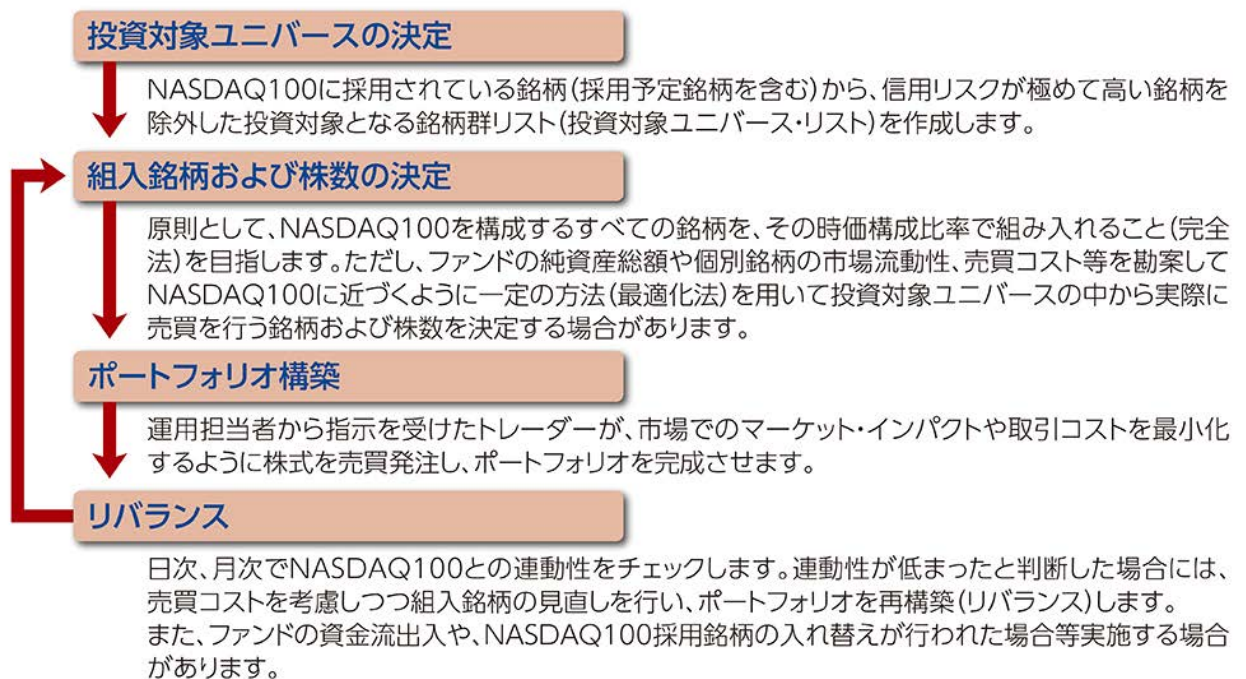 投資対象ユニバースの決定
NASDAQ100に採用されている銘柄(採用予定銘柄を含む)から、信用リスクが極めて高い銘柄を
除外した投資対象となる銘柄群リスト(投資対象ユニバース・リスト)を作成します。
組入銘柄および株数の決定
原則として、NASDAQ100を構成するすべての銘柄を、その時価構成比率で組み入れること(完全
法)を目指します。ただし、ファンドの純資産総額や個別銘柄の市場流動性、売買コスト等を勘案して
NASDAQ100に近づくように一定の方法(最適化法)を用いて投資対象ユニバースの中から実際に
売買を行う銘柄および株数を決定する場合があります。
ポートフォリオ構築
運用担当者から指示を受けたトレーダーが、市場でのマーケット・インパクトや取引コストを最小化
するように株式を売買発注し、ポートフォリオを完成させます。
リバランス
日次、月次でNASDAQ100との連動性をチェックします。連動性が低まったと判断した場合には、
売買コストを考慮しつつ組入銘柄の見直しを行い、ポートフォリオを再構築(リバランス)します。
また、ファンドの資金流出入や、NASDAQ100採用銘柄の入れ替えが行われた場合等実施する場合
があります。